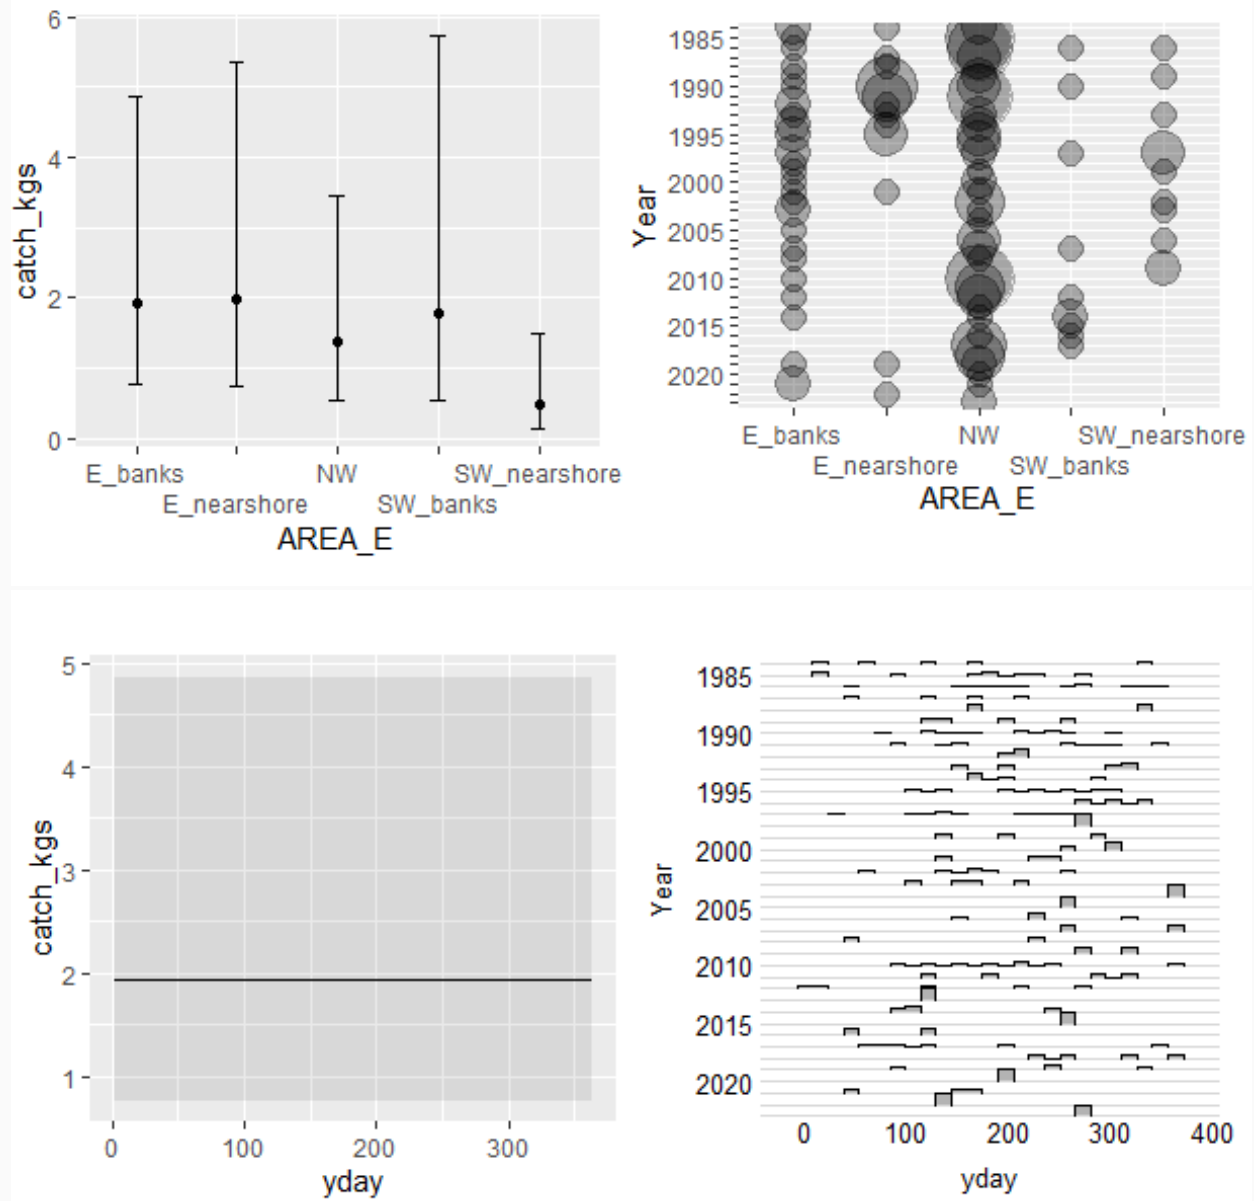 6
4
2
0
catch_kgs
E_banks
NW
SW_nearshore
E_nearshore
SW_banks
AREA_E
1985
1990
1995
2000
2005
2010
2015
2020
Year
E_banks
NW
SW_nearshore
E_nearshore
SW_banks
AREA_E
5
4
3
2
1
catch_kgs
0
100
200
300
yday
1985
1990
1995
2000
2005
2010
2015
2020
Year
0
100
200
300
400
yday